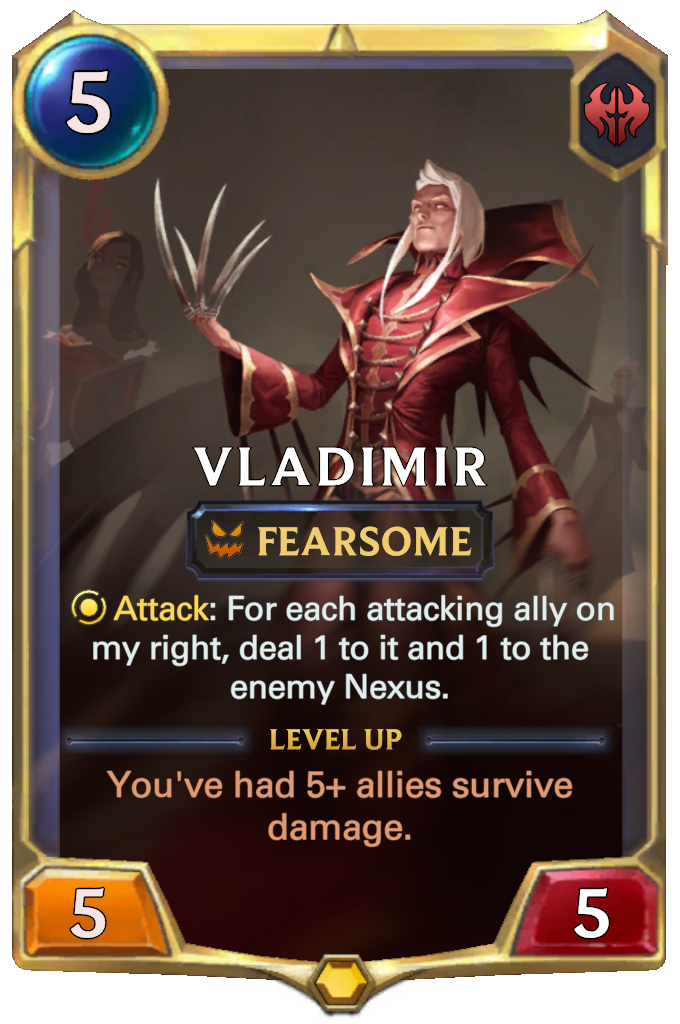 5
VLADIMIR
FEARSOME
Attack: For each attacking ally on
my right, deal 1 to it and 1 to the
enemy Nexus.
LEVEL UP
You've had 5+ allies survive
damage.
5 5